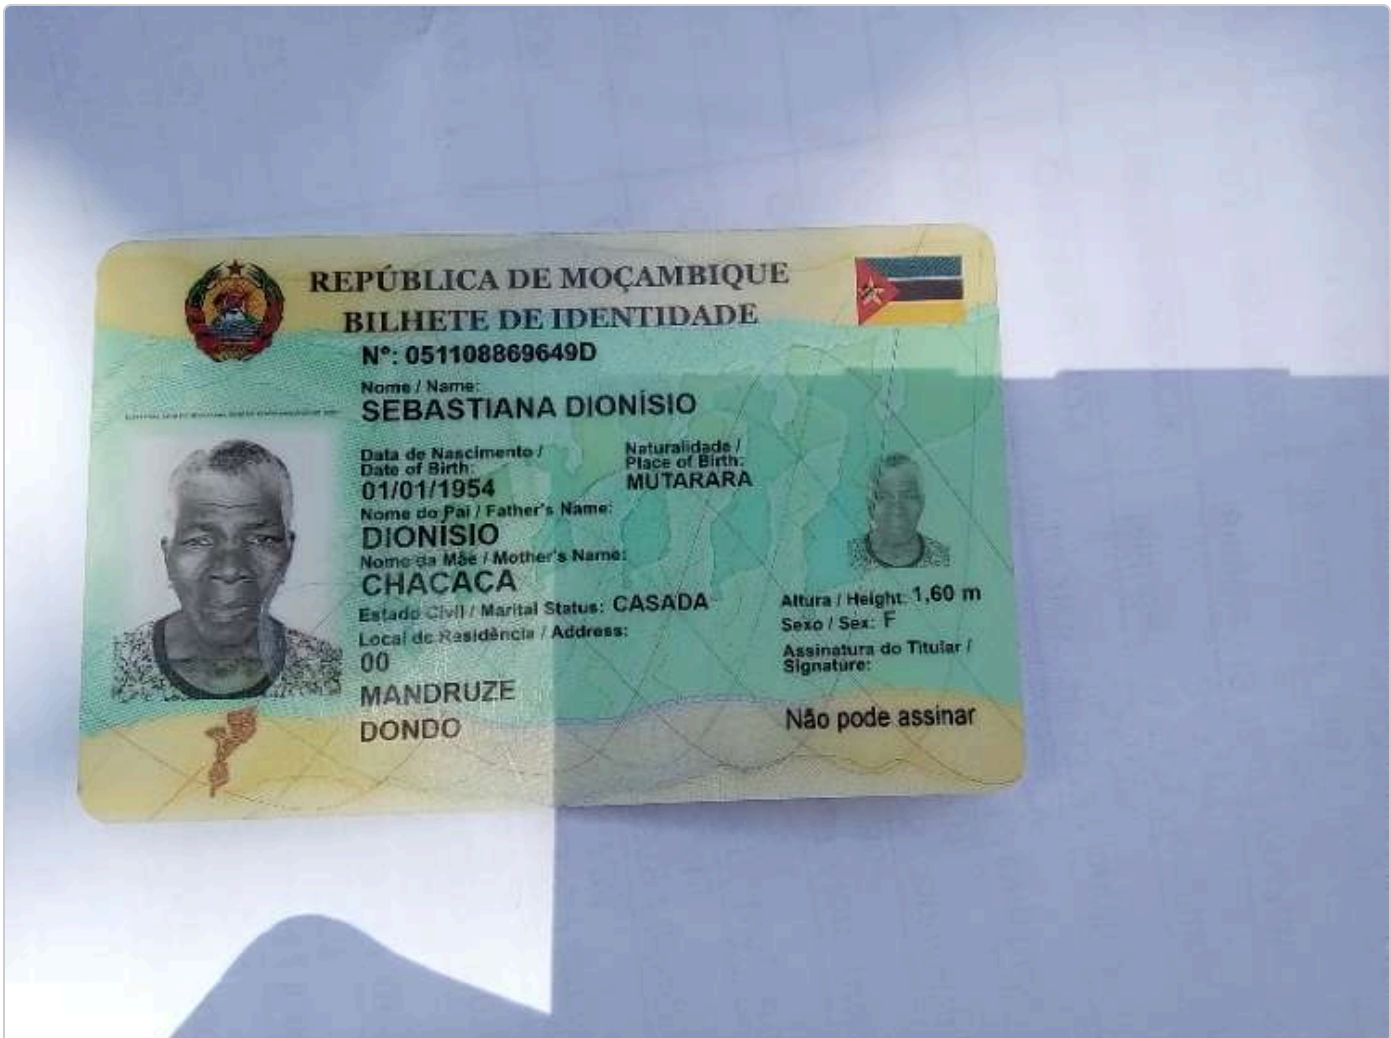 REPÚBLICA DE MOÇAMBIQUE
BILHETE DE IDENTIDADE
Nº: 051108869649D
Nome / Name:
SEBASTIANA DIONÍSIO
Data de Nascimento /
Date of Birth:
01/01/1954
Naturalidade /
Place of Birth:
MUTARARA
Nome do Pai / Father's Name:
DIONÍSIO
Nome da Mãe / Mother's Name:
CHACAÇA
Estado Civil / Marital Status: CASADA
Altura / Height: 1,60 m
Sexo / Sex: F
Local de Residência / Address:
00
MANDRUZE
DONDO
Assinatura do Titular /
Signature:
Não pode assinar